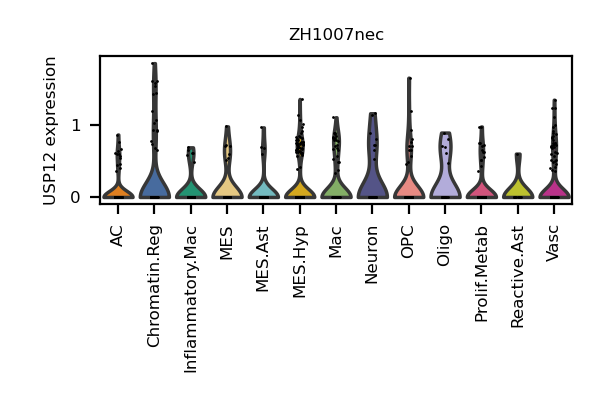 ZH1007nec
USP12 expression
1
0
AC
Chromatin.Reg
Inflammatory.Mac
MES
MES.Ast
MES.Hyp
Mac
Neuron
OPC
Oligo
Prolif.Metab
Reactive.Ast
Vasc